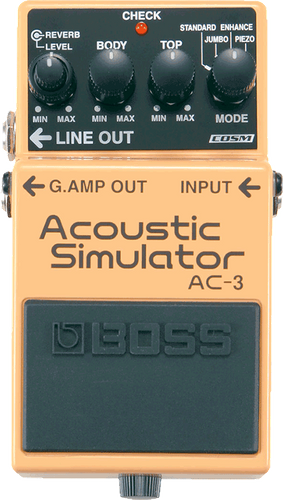 CHECK
REVERB
LEVEL
BODY
TOP
STANDARD ENHANCE
JUMBO PIEZO
MIN MAX MIN MAX MIN MAX
MODE
LINE OUT
COSM
G.AMP OUT
INPUT
Acoustic
Simulator
AC-3
BOSS